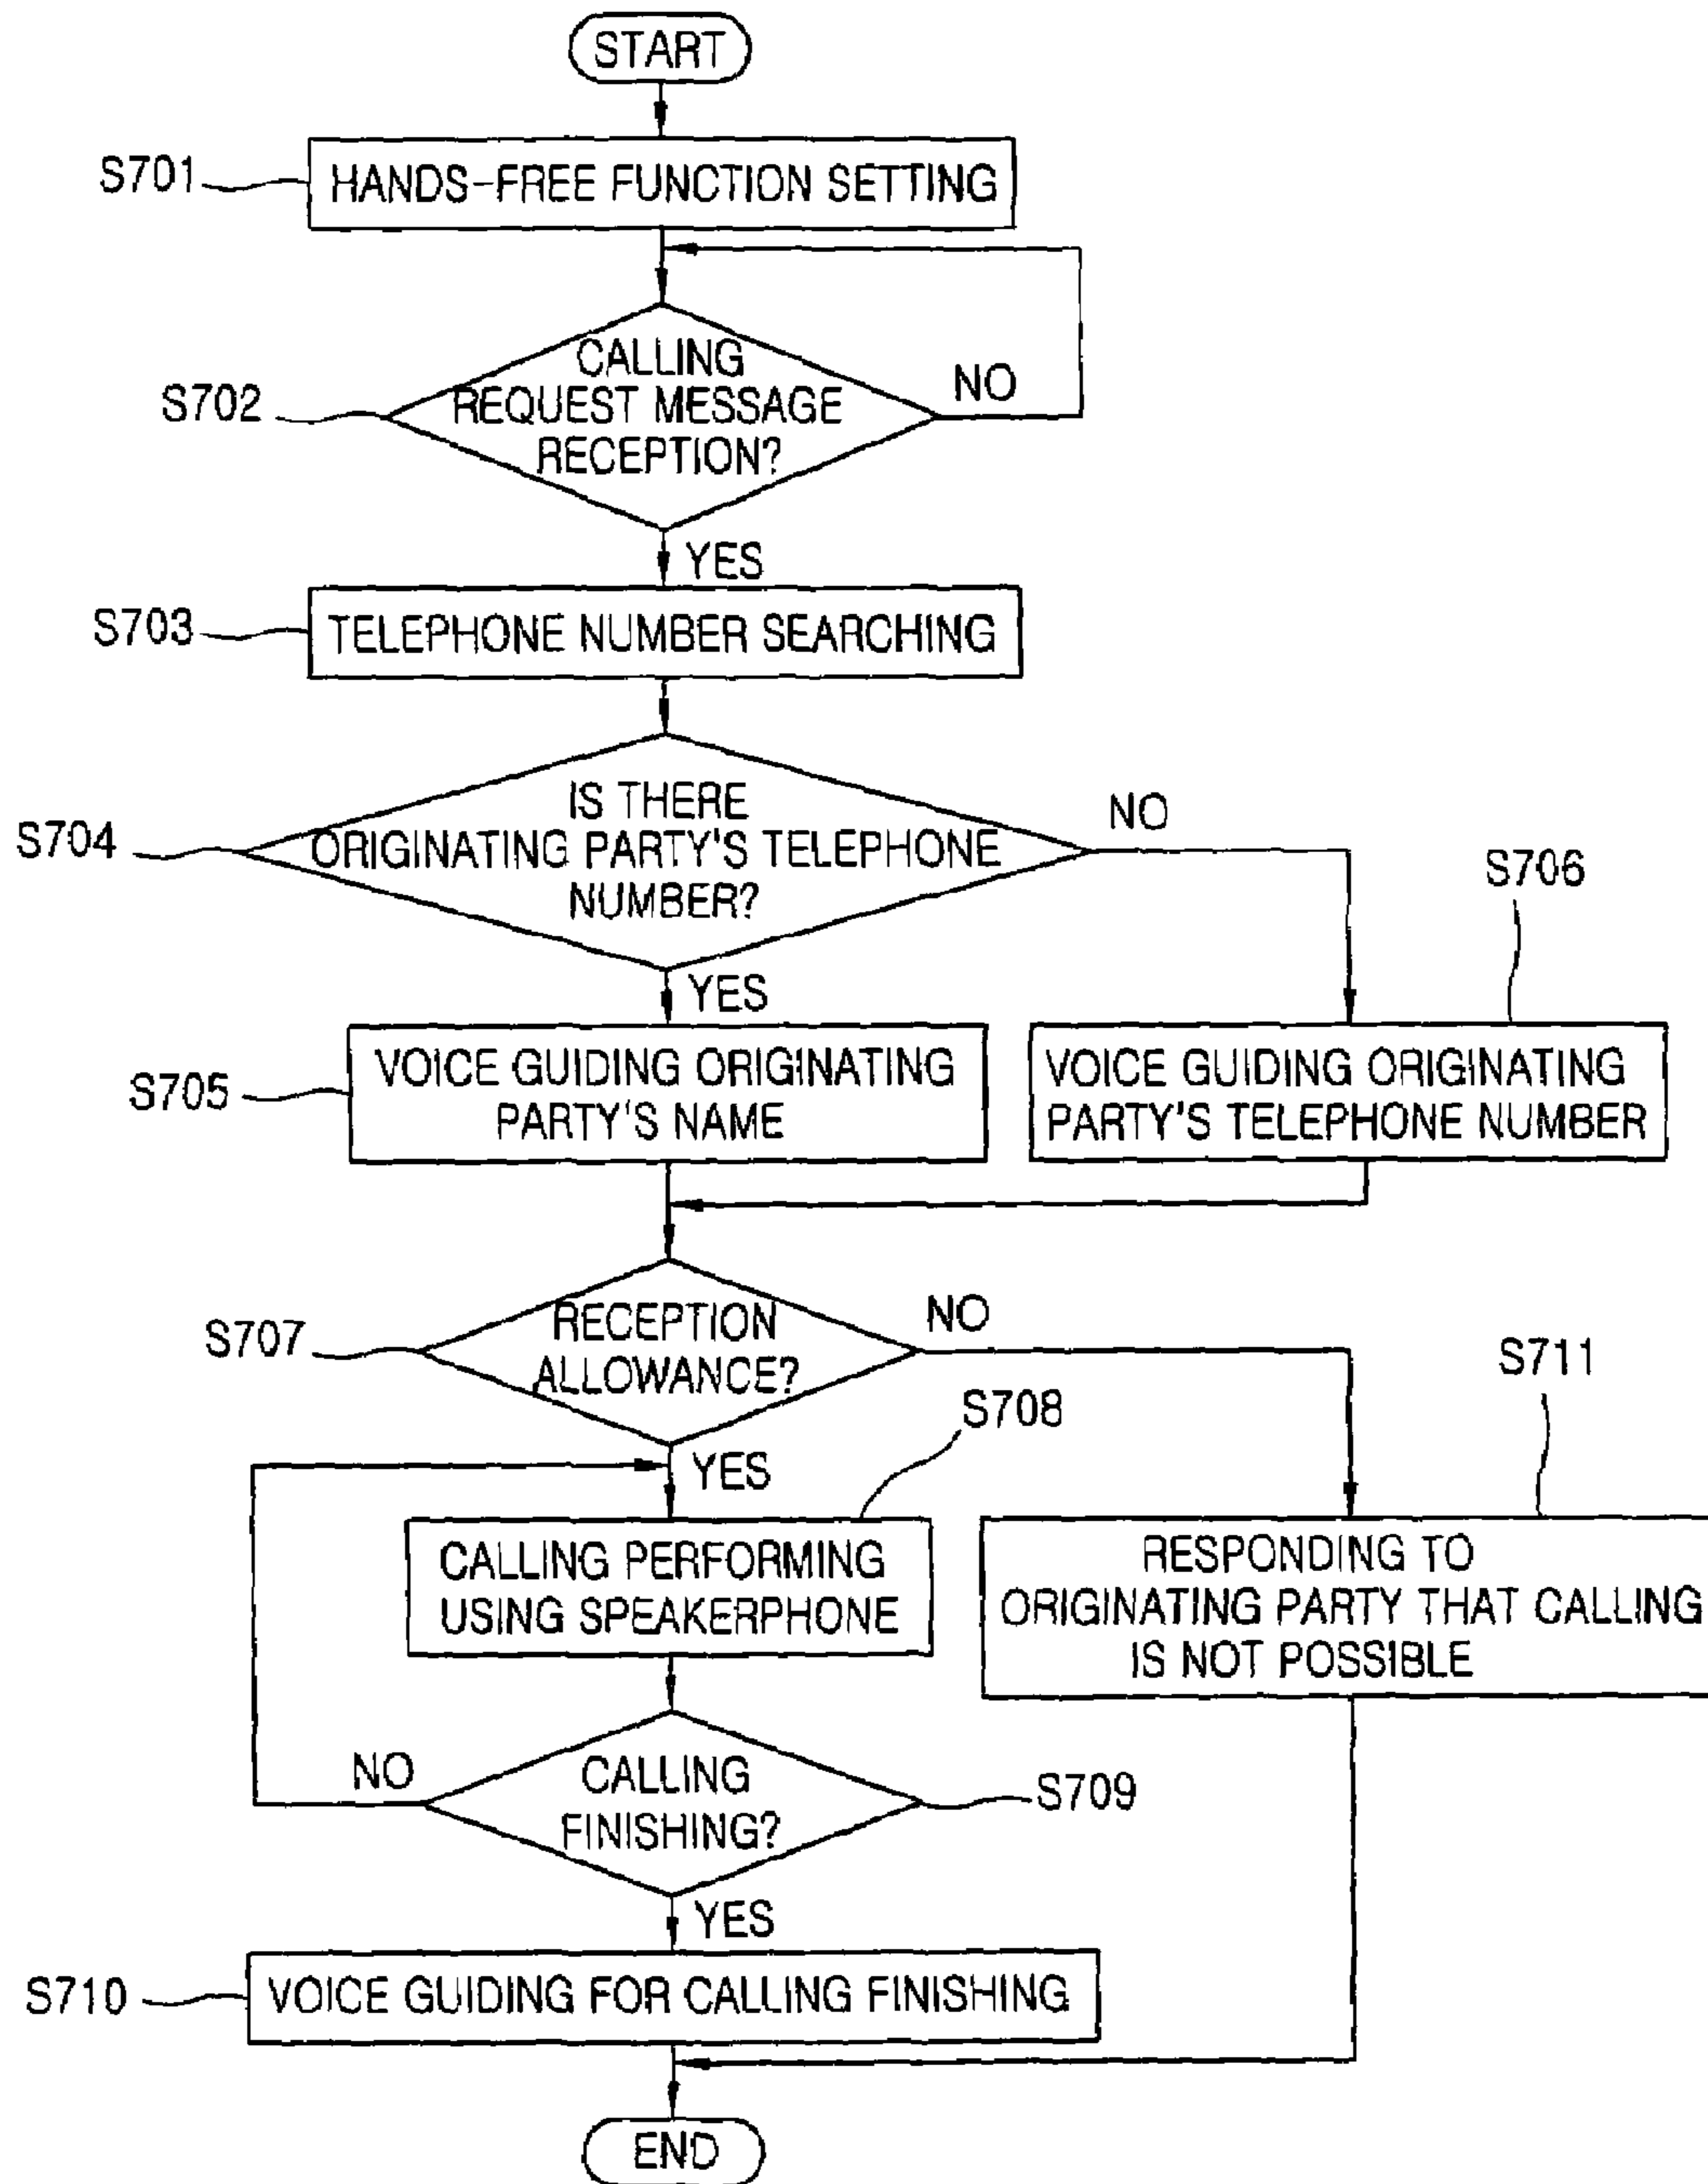 START
S701
HANDS-FREE FUNCTION SETTING
S702
CALLING
REQUEST MESSAGE
RECEPTION?
NO
YES
S703
TELEPHONE NUMBER SEARCHING
S704
IS THERE
ORIGINATING PARTY'S TELEPHONE
NUMBER?
NO
YES
S705
VOICE GUIDING ORIGINATING
PARTY'S NAME
S706
VOICE GUIDING ORIGINATING
PARTY'S TELEPHONE NUMBER
S707
RECEPTION
ALLOWANCE?
NO
YES
S708
CALLING PERFORMING
USING SPEAKERPHONE
S711
RESPONDING TO
ORIGINATING PARTY THAT CALLING
IS NOT POSSIBLE
NO
CALLING
FINISHING?
S709
YES
S710
VOICE GUIDING FOR CALLING FINISHING
END